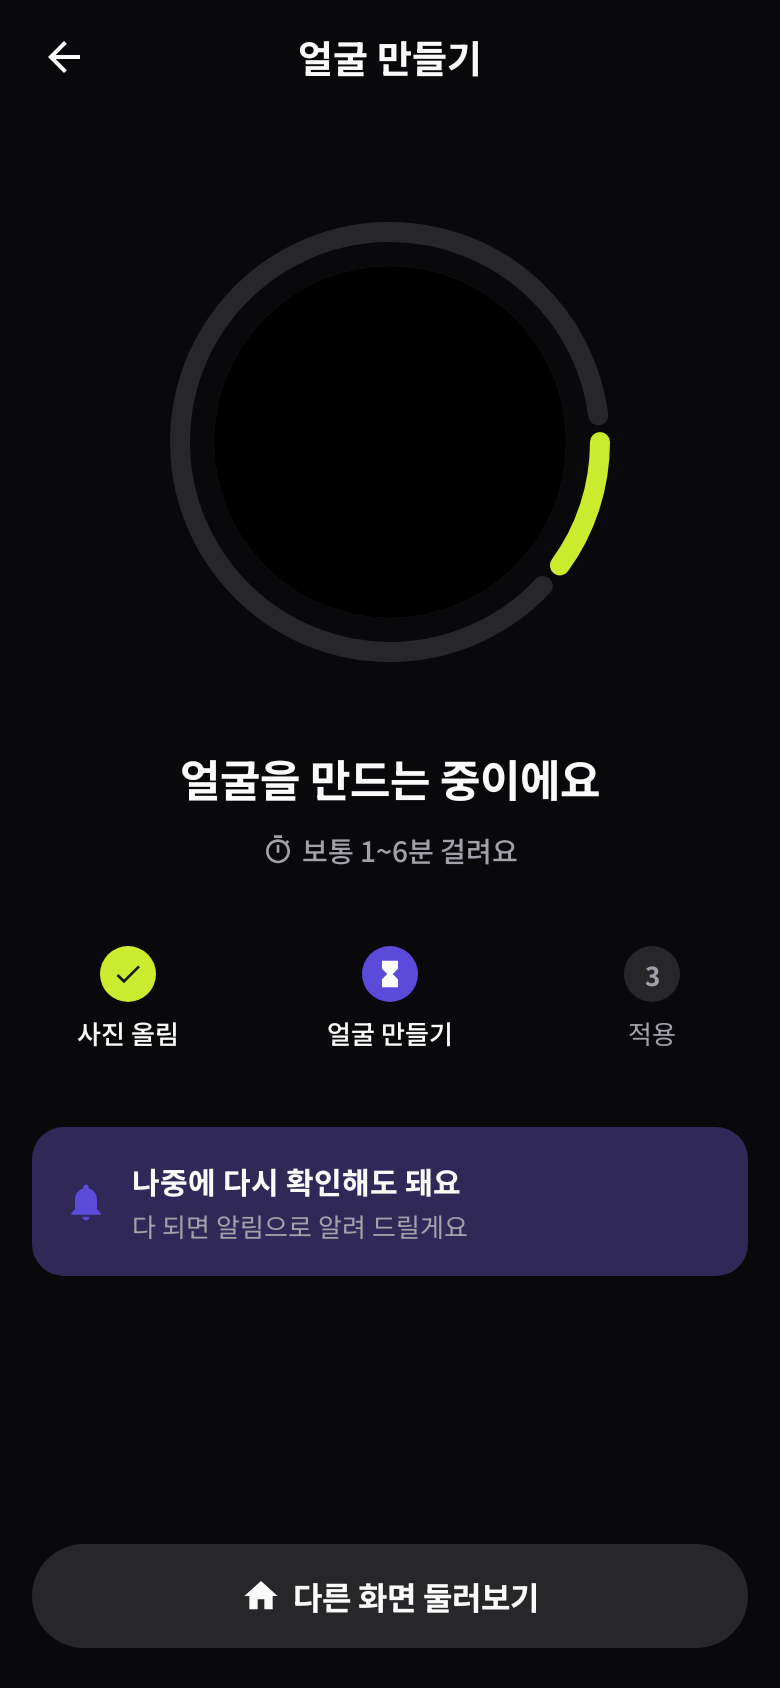 얼굴 만들기
얼굴을 만드는 중이에요
보통 1~6분 걸려요
3
사진 올림
얼굴 만들기
적용
나중에 다시 확인해도 돼요
다 되면 알림으로 알려 드릴게요
다른 화면 둘러보기